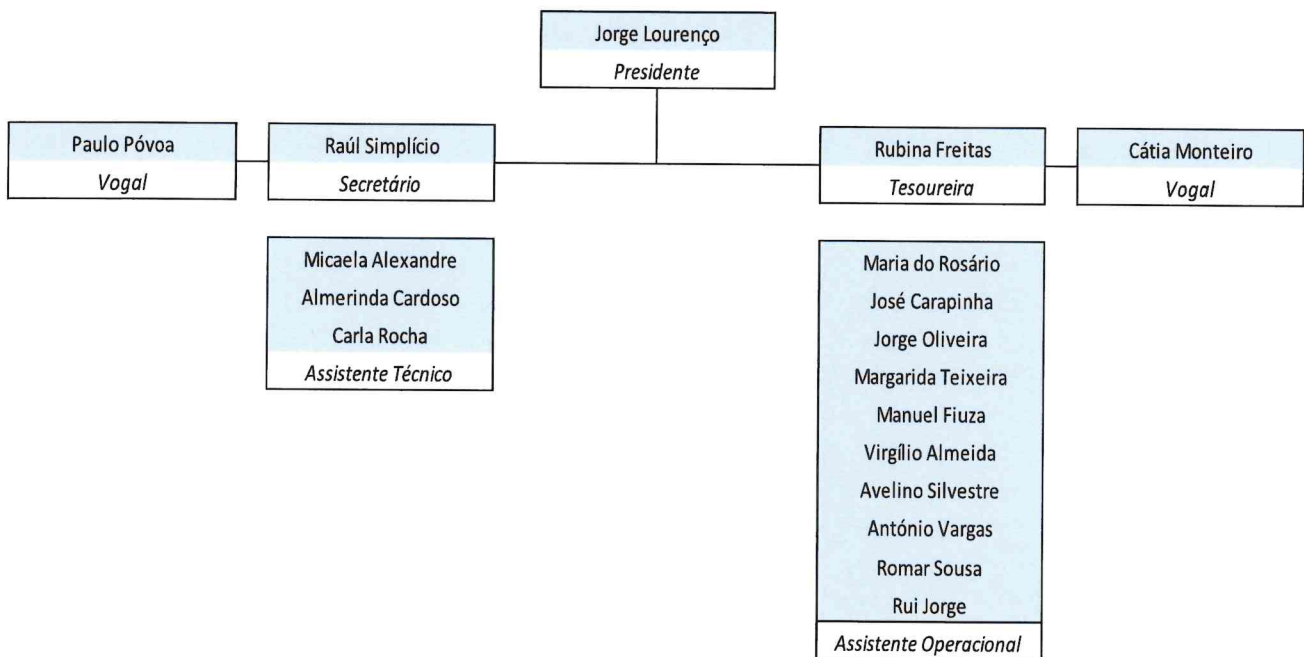 Jorge Lourenço
Presidente
Paulo Póvoa
Vogal
Raúl Simplício
Secretário
Rubina Freitas
Tesoureira
Cátia Monteiro
Vogal
Micaela Alexandre
Almerinda Cardoso
Carla Rocha
Assistente Técnico
Maria do Rosário
José Carapinha
Jorge Oliveira
Margarida Teixeira
Manuel Fiuza
Virgílio Almeida
Avelino Silvestre
António Vargas
Romar Sousa
Rui Jorge
Assistente Operacional